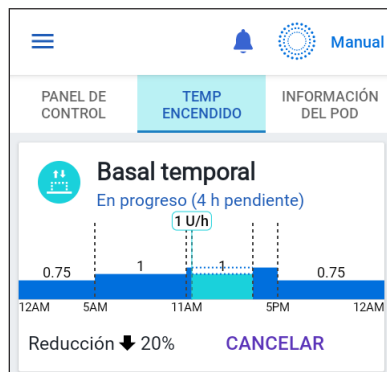 Manual
PANEL DE CONTROL
TEMP ENCENDIDO
INFORMACIÓN DEL POD
Basal temporal
En progreso (4 h pendiente)
1 U/h
0.75 1 1 0.75
12AM 5AM 11AM 5PM 12AM
Reducción 20% CANCELAR